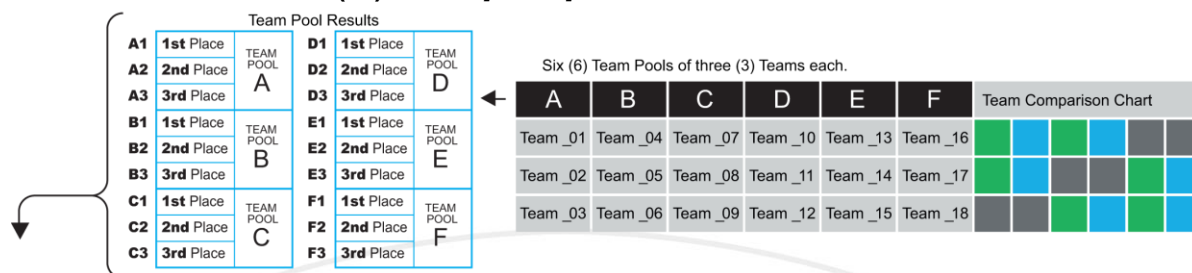 Team Pool Results
A1 1st Place
A2 2nd Place
A3 3rd Place
TEAM
POOL
A
B1 1st Place
B2 2nd Place
B3 3rd Place
TEAM
POOL
B
C1 1st Place
C2 2nd Place
C3 3rd Place
TEAM
POOL
C
D1 1st Place
D2 2nd Place
D3 3rd Place
TEAM
POOL
D
E1 1st Place
E2 2nd Place
E3 3rd Place
TEAM
POOL
E
F1 1st Place
F2 2nd Place
F3 3rd Place
TEAM
POOL
F
Six (6) Team Pools of three (3) Teams each.
A B C D E F Team Comparison Chart
Team _01 Team _04 Team _07 Team _10 Team _13 Team _16
Team _02 Team _05 Team _08 Team _11 Team _14 Team _17
Team _03 Team _06 Team _09 Team _12 Team _15 Team _18